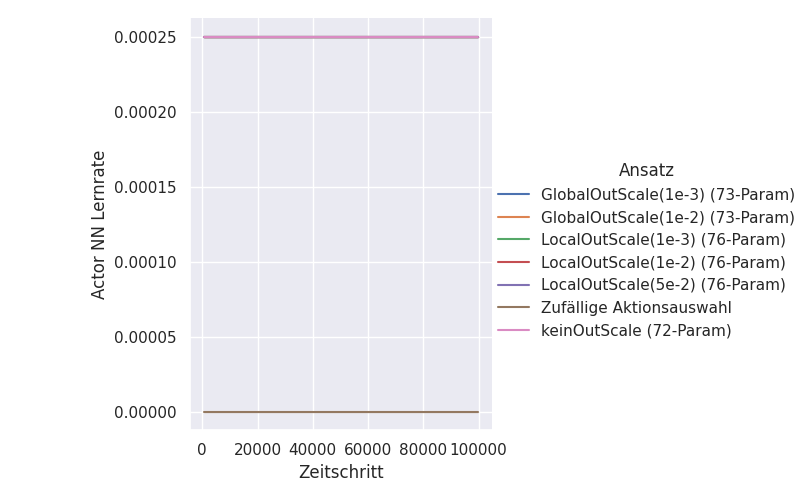 0.00025
0.00020
0.00015
0.00010
0.00005
0.00000
Actor NN Lernrate
0 20000 40000 60000 80000 100000
Zeitschritt
Ansatz
GlobalOutScale(1e-3) (73-Param)
GlobalOutScale(1e-2) (73-Param)
LocalOutScale(1e-3) (76-Param)
LocalOutScale(1e-2) (76-Param)
LocalOutScale(5e-2) (76-Param)
Zufällige Aktionsauswahl
keinOutScale (72-Param)